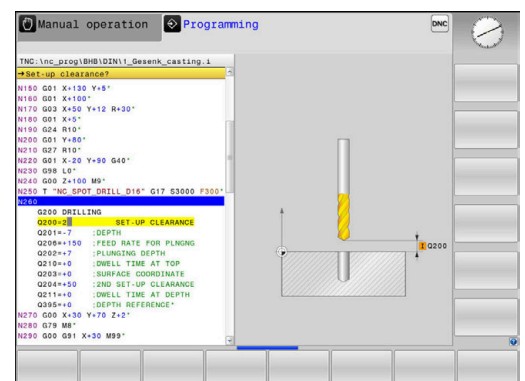 Manual operation
Programming
DNC
TNC:\nc_prog\BHB\DIN\1_Gesenk_casting.i
→Set-up clearance?
N150 G01 X+130 Y+5*
N160 G01 X+100*
N170 G03 X+50 Y+12 R+30*
N180 G01 X+5*
N190 G24 R10*
N200 G01 Y+80*
N210 G27 R10*
N220 G01 X-20 Y+90 G40*
N230 G98 L0*
N240 G00 Z+100 M9*
N250 T "NC_SPOT_DRILL_D16" G17 S3000 F300*
N260
G200 DRILLING
Q200=2 SET-UP CLEARANCE
Q201=-7 ;DEPTH
Q206=+150 ;FEED RATE FOR PLNGNG
Q202=+7 ;PLUNGING DEPTH
Q210=+0 ;DWELL TIME AT TOP
Q203=+0 ;SURFACE COORDINATE
Q204=+50 ;2ND SET-UP CLEARANCE
Q211=+0 ;DWELL TIME AT DEPTH
Q395=+0 ;DEPTH REFERENCE*
N270 G00 X+30 Y+70 Z+2*
N280 G79 M8*
N290 G00 G91 X+30 M99*
Q200